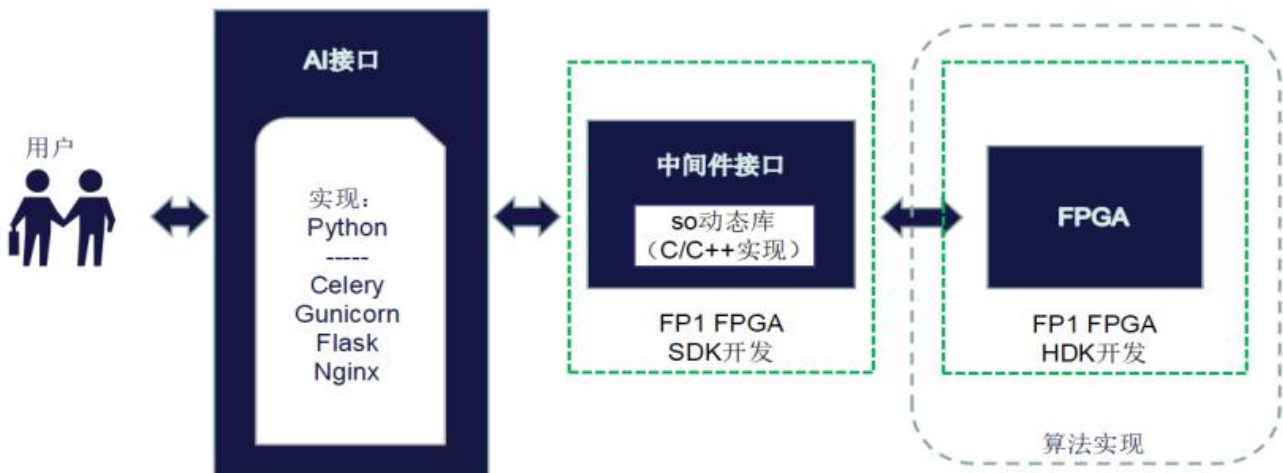 用户
AI接口
实现：
Python
-----
Celery
Gunicorn
Flask
Nginx
中间件接口
so动态库
（C/C++实现）
FP1 FPGA
SDK开发
FPGA
FP1 FPGA
HDK开发
算法实现